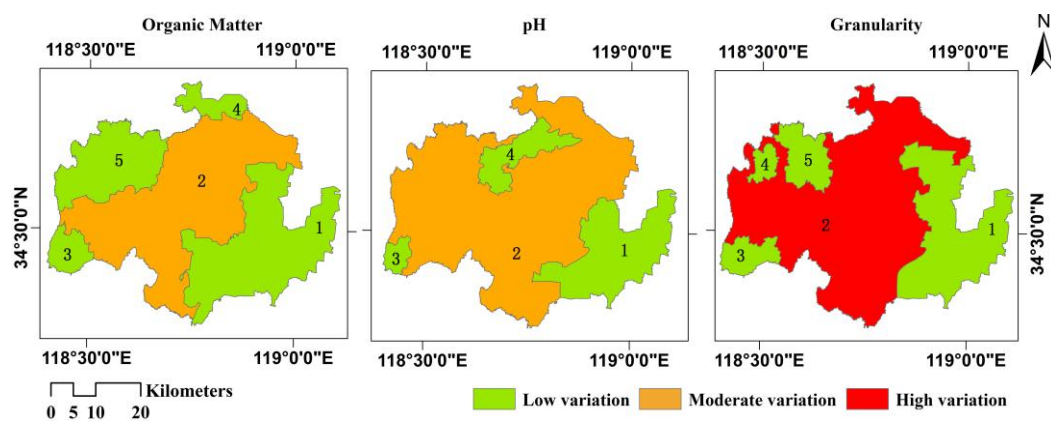 Organic Matter
pH
Granularity
N
118°30'0"E
119°0'0"E
118°30'0"E
119°0'0"E
118°30'0"E
119°0'0"E
34°30'0"N
34°30'0"N
4
5
2
1
3
4
1
2
3
4
5
2
1
3
118°30'0"E
119°0'0"E
118°30'0"E
119°0'0"E
118°30'0"E
119°0'0"E
Kilometers
0 5 10 20
Low variation
Moderate variation
High variation